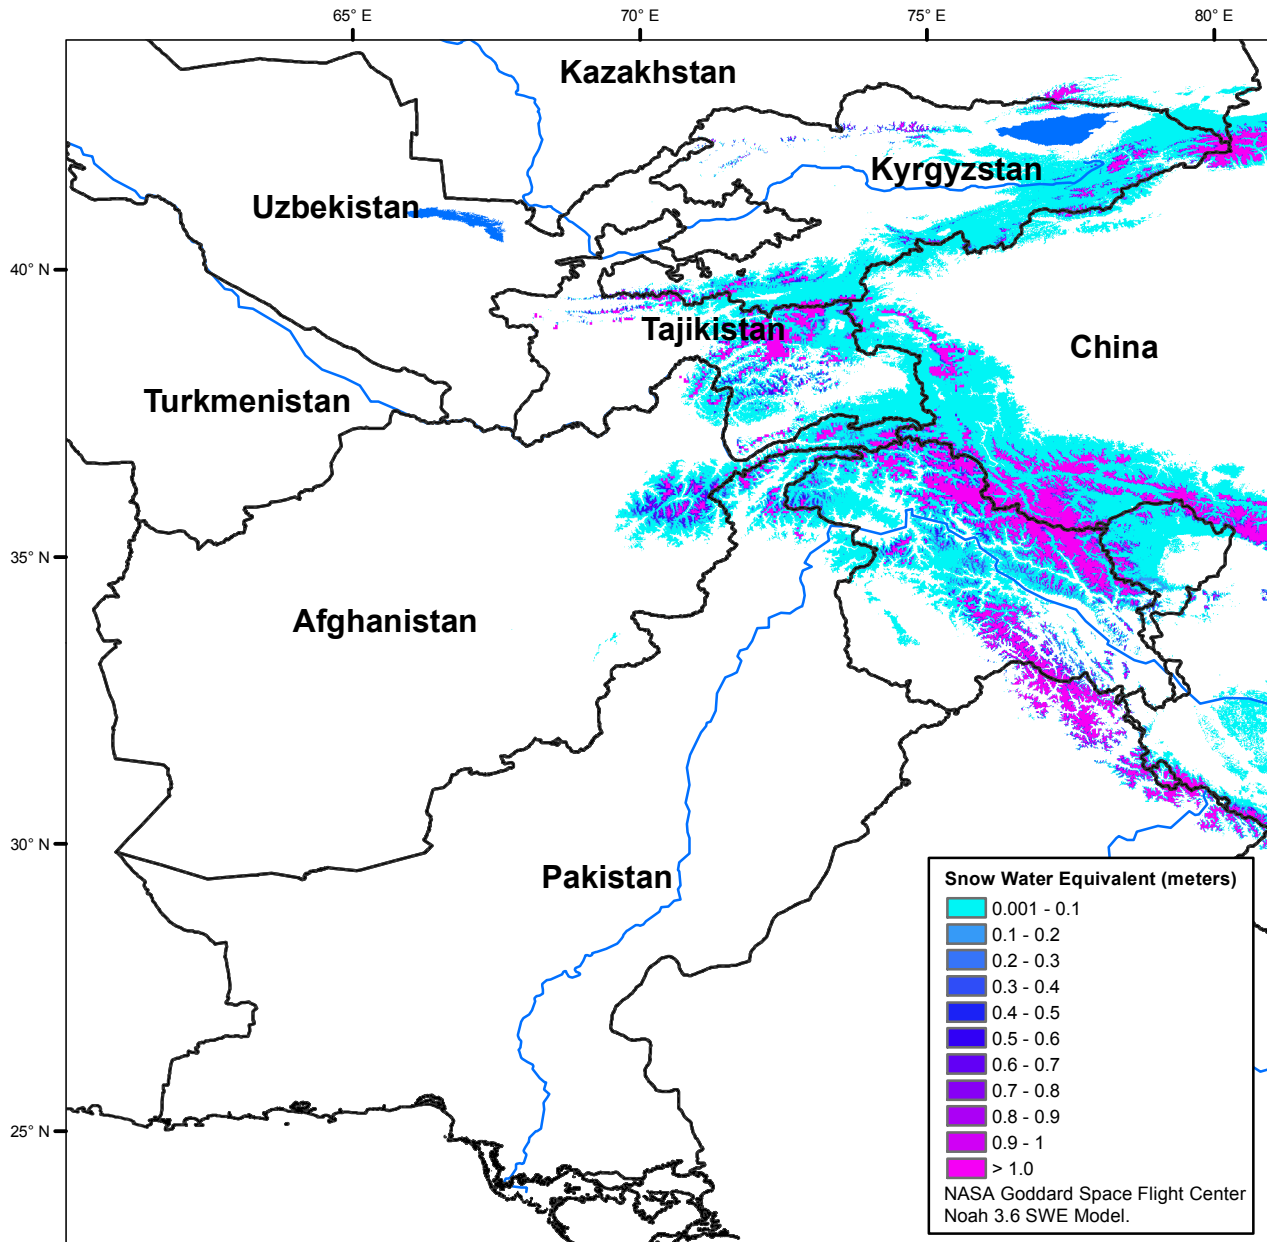 65° E
70° E
75° E
80° E
Kazakhstan
Kyrgyzstan
Uzbekistan
40° N
Tajikistan
China
Turkmenistan
35° N
Afghanistan
30° N
Pakistan
25° N
Snow Water Equivalent (meters)
0.001 - 0.1
0.1 - 0.2
0.2 - 0.3
0.3 - 0.4
0.4 - 0.5
0.5 - 0.6
0.6 - 0.7
0.7 - 0.8
0.8 - 0.9
0.9 - 1
> 1.0
NASA Goddard Space Flight Center
Noah 3.6 SWE Model.